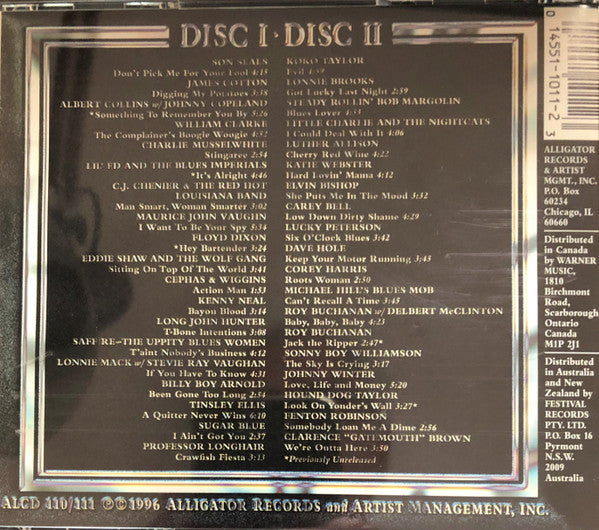 DISC I · DISC II
SON SEALS
Don't Pick Me For Your Fool 4:15
JAMES COTTON
Digging My Potatoes 3:38
ALBERT COLLINS w/ JOHNNY COPELAND
*Something To Remember You By 5:26
WILLIAM CLARKE
The Complainer's Boogie Woogie 4:52
CHARLIE MUSSELWHITE
Stingaree 2:54
LIL' ED AND THE BLUES IMPERIALS
*It's Alright 4:46
C.J. CHENIER & THE RED HOT
LOUISIANA BAND
Man Smart, Woman Smarter 3:02
MAURICE JOHN VAUGHN
I Want To Be Your Spy 5:34
FLOYD DIXON
*Hey Bartender 3:24
EDDIE SHAW AND THE WOLF GANG
Sitting On Top Of The World 3:41
CEPHAS & WIGGINS
Action Man 3:53
KENNY NEAL
Bayou Blood 3:14
LONG JOHN HUNTER
T-Bone Intentions 3:08
SAFFIRE-THE UPPITY BLUES WOMEN
T'aint Nobody's Business 4:12
LONNIE MACK w/ STEVIE RAY VAUGHAN
If You Have To Know 4:31
BILLY BOY ARNOLD
Been Gone Too Long 2:54
TINSLEY ELLIS
A Quitter Never Wins 6:10
SUGAR BLUE
I Ain't Got You 2:37
PROFESSOR LONGHAIR
Crawfish Fiesta 3:13
KOKO TAYLOR
Evil
LONNIE BROOKS
Got Lucky Last Night 2:59
STEADY ROLLIN' BOB MARGOLIN
Blues Lover
LITTLE CHARLIE AND THE NIGHTCATS
I Could Deal With It 4:06
LUTHER ALLISON
Cherry Red Wine 4:22
KATIE WEBSTER
Hard Lovin' Mama 4:12
ELVIN BISHOP
She Puts Me In The Mood 3:32
CAREY BELL
Low Down Dirty Shame 4:29
LUCKY PETERSON
Six O'Clock Blues 3:42
DAVE HOLE
Keep Your Motor Running 3:45
COREY HARRIS
Roots Woman 2:50
MICHAEL HILL'S BLUES MOB
Can't Recall A Time 3:45
ROY BUCHANAN w/ DELBERT McCLINTON
Baby, Baby, Baby 4:23
ROY BUCHANAN
Jack the Ripper 2:47*
SONNY BOY WILLIAMSON
The Sky Is Crying 3:17
JOHNNY WINTER
Love, Life and Money 5:20
HOUND DOG TAYLOR
Look On Yonder's Wall 3:27*
FENTON ROBINSON
Somebody Loan Me A Dime 2:56
CLARENCE "GATEMOUTH" BROWN
We're Outta Here 3:50
*Previously Unreleased
0 14551-1011-2 3
ALLIGATOR
RECORDS
& ARTIST
MGMT., INC.
P.O. Box
60234
Chicago, IL
60660
Distributed
in Canada
by WARNER
MUSIC,
1810
Birchmont
Road,
Scarborough
Ontario
Canada
M1P 2J1
Distributed
in Australia
and New
Zealand by
FESTIVAL
RECORDS
PTY. LTD.
P.O. Box 16
Pyrmont
N.S.W.
2009
Australia
ALCD 110/111 ℗©1996 ALLIGATOR RECORDS and ARTIST MANAGEMENT, INC.